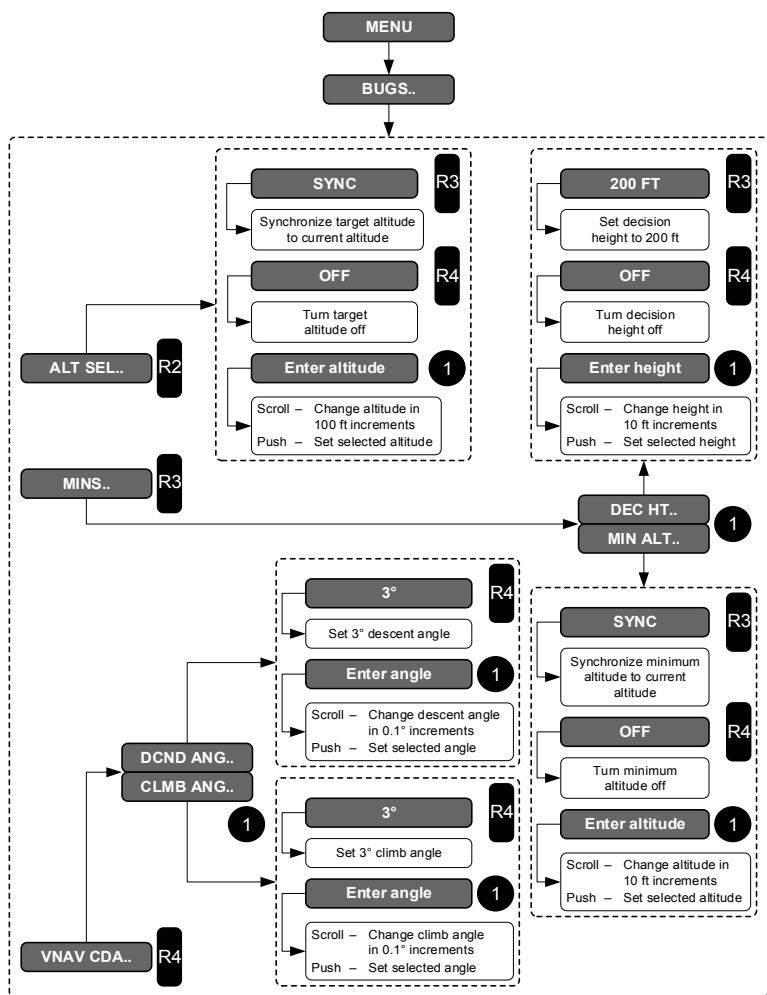 MENU
BUGS..
SYNC
R3
Synchronize target altitude
to current altitude
OFF
R4
Turn target
altitude off
Enter altitude
1
Scroll – Change altitude in
100 ft increments
Push – Set selected altitude
200 FT
R3
Set decision
height to 200 ft
OFF
R4
Turn decision
height off
Enter height
1
Scroll – Change height in
10 ft increments
Push – Set selected height
ALT SEL..
R2
MINS..
R3
DEC HT..
MIN ALT..
1
3°
R4
Set 3° descent angle
Enter angle
1
Scroll – Change descent angle
in 0.1° increments
Push – Set selected angle
SYNC
R3
Synchronize minimum
altitude to current
altitude
OFF
R4
Turn minimum
altitude off
Enter altitude
1
Scroll – Change altitude in
10 ft increments
Push – Set selected altitude
DCND ANG..
CLMB ANG..
1
3°
R4
Set 3° climb angle
Enter angle
1
Scroll – Change climb angle
in 0.1° increments
Push – Set selected angle
VNAV CDA..
R4